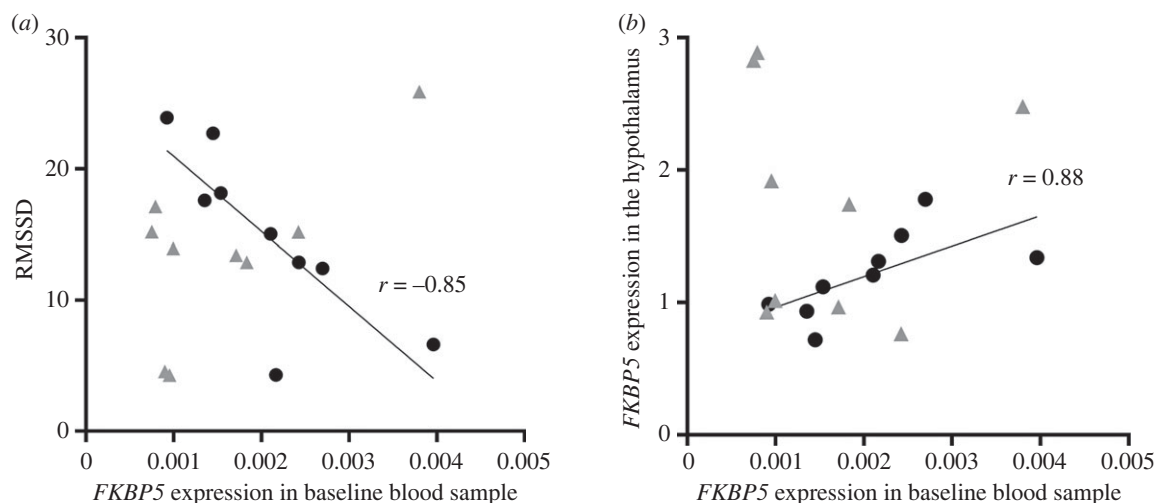 (a)
30
20
10
0
RMSSD
r = –0.85
0 0.001 0.002 0.003 0.004 0.005
FKBP5 expression in baseline blood sample
(b)
3
2
1
0
FKBP5 expression in the hypothalamus
r = 0.88
0 0.001 0.002 0.003 0.004 0.005
FKBP5 expression in baseline blood sample